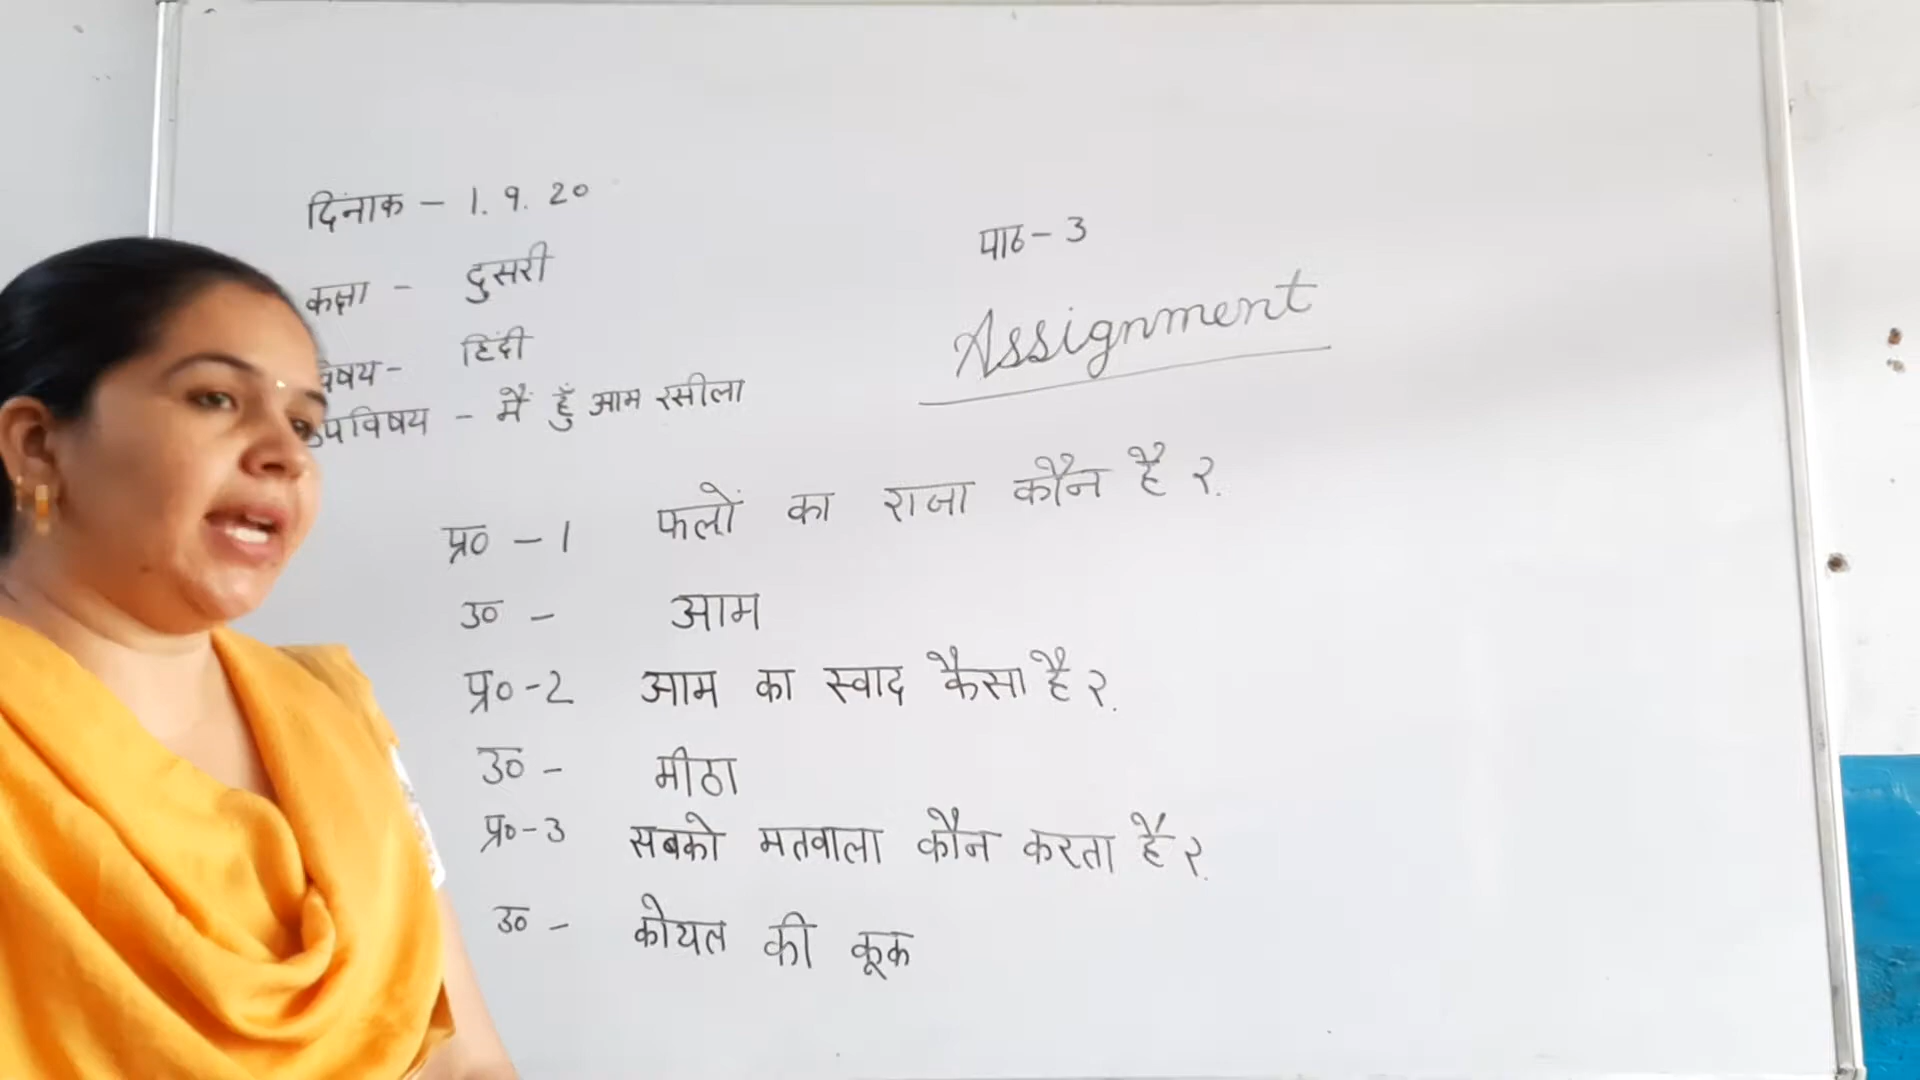 दिनांक - 1. 9. 20
कक्षा - दुसरी
विषय - हिंदी
उपविषय - मैं हूँ आम रसीला
पाठ - 3
Assignment
प्र० - 1 फलों का राजा कौन है ?
उ० - आम
प्र० - 2 आम का स्वाद कैसा है ?
उ० - मीठा
प्र० - 3 सबको मतवाला कौन करता है ?
उ० - कोयल की कूक